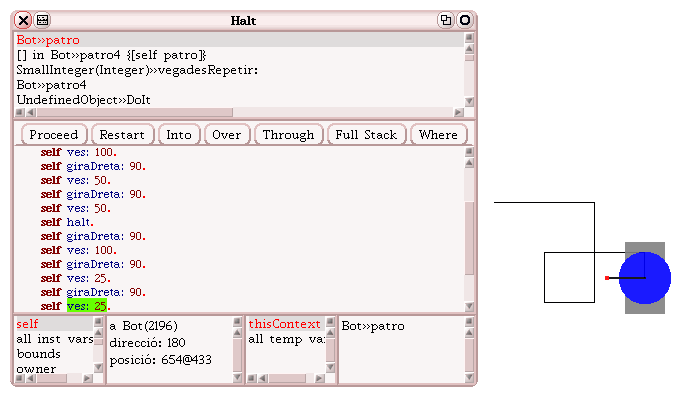 Halt
Bot»patro
[] in Bot»patro4 {[self patro]}
SmallInteger(Integer)»vegadesRepetir:
Bot»patro4
UndefinedObject»DoIt
Proceed Restart Into Over Through Full Stack Where
self ves: 100.
self giraDreta: 90.
self ves: 50.
self giraDreta: 90.
self ves: 50.
self halt.
self giraDreta: 90.
self ves: 100.
self giraDreta: 90.
self ves: 25.
self giraDreta: 90.
self ves: 25.
self
all inst vars
bounds
owner
a Bot(2196)
direcció: 180
posició: 654@433
thisContext
all temp va
Bot»patro